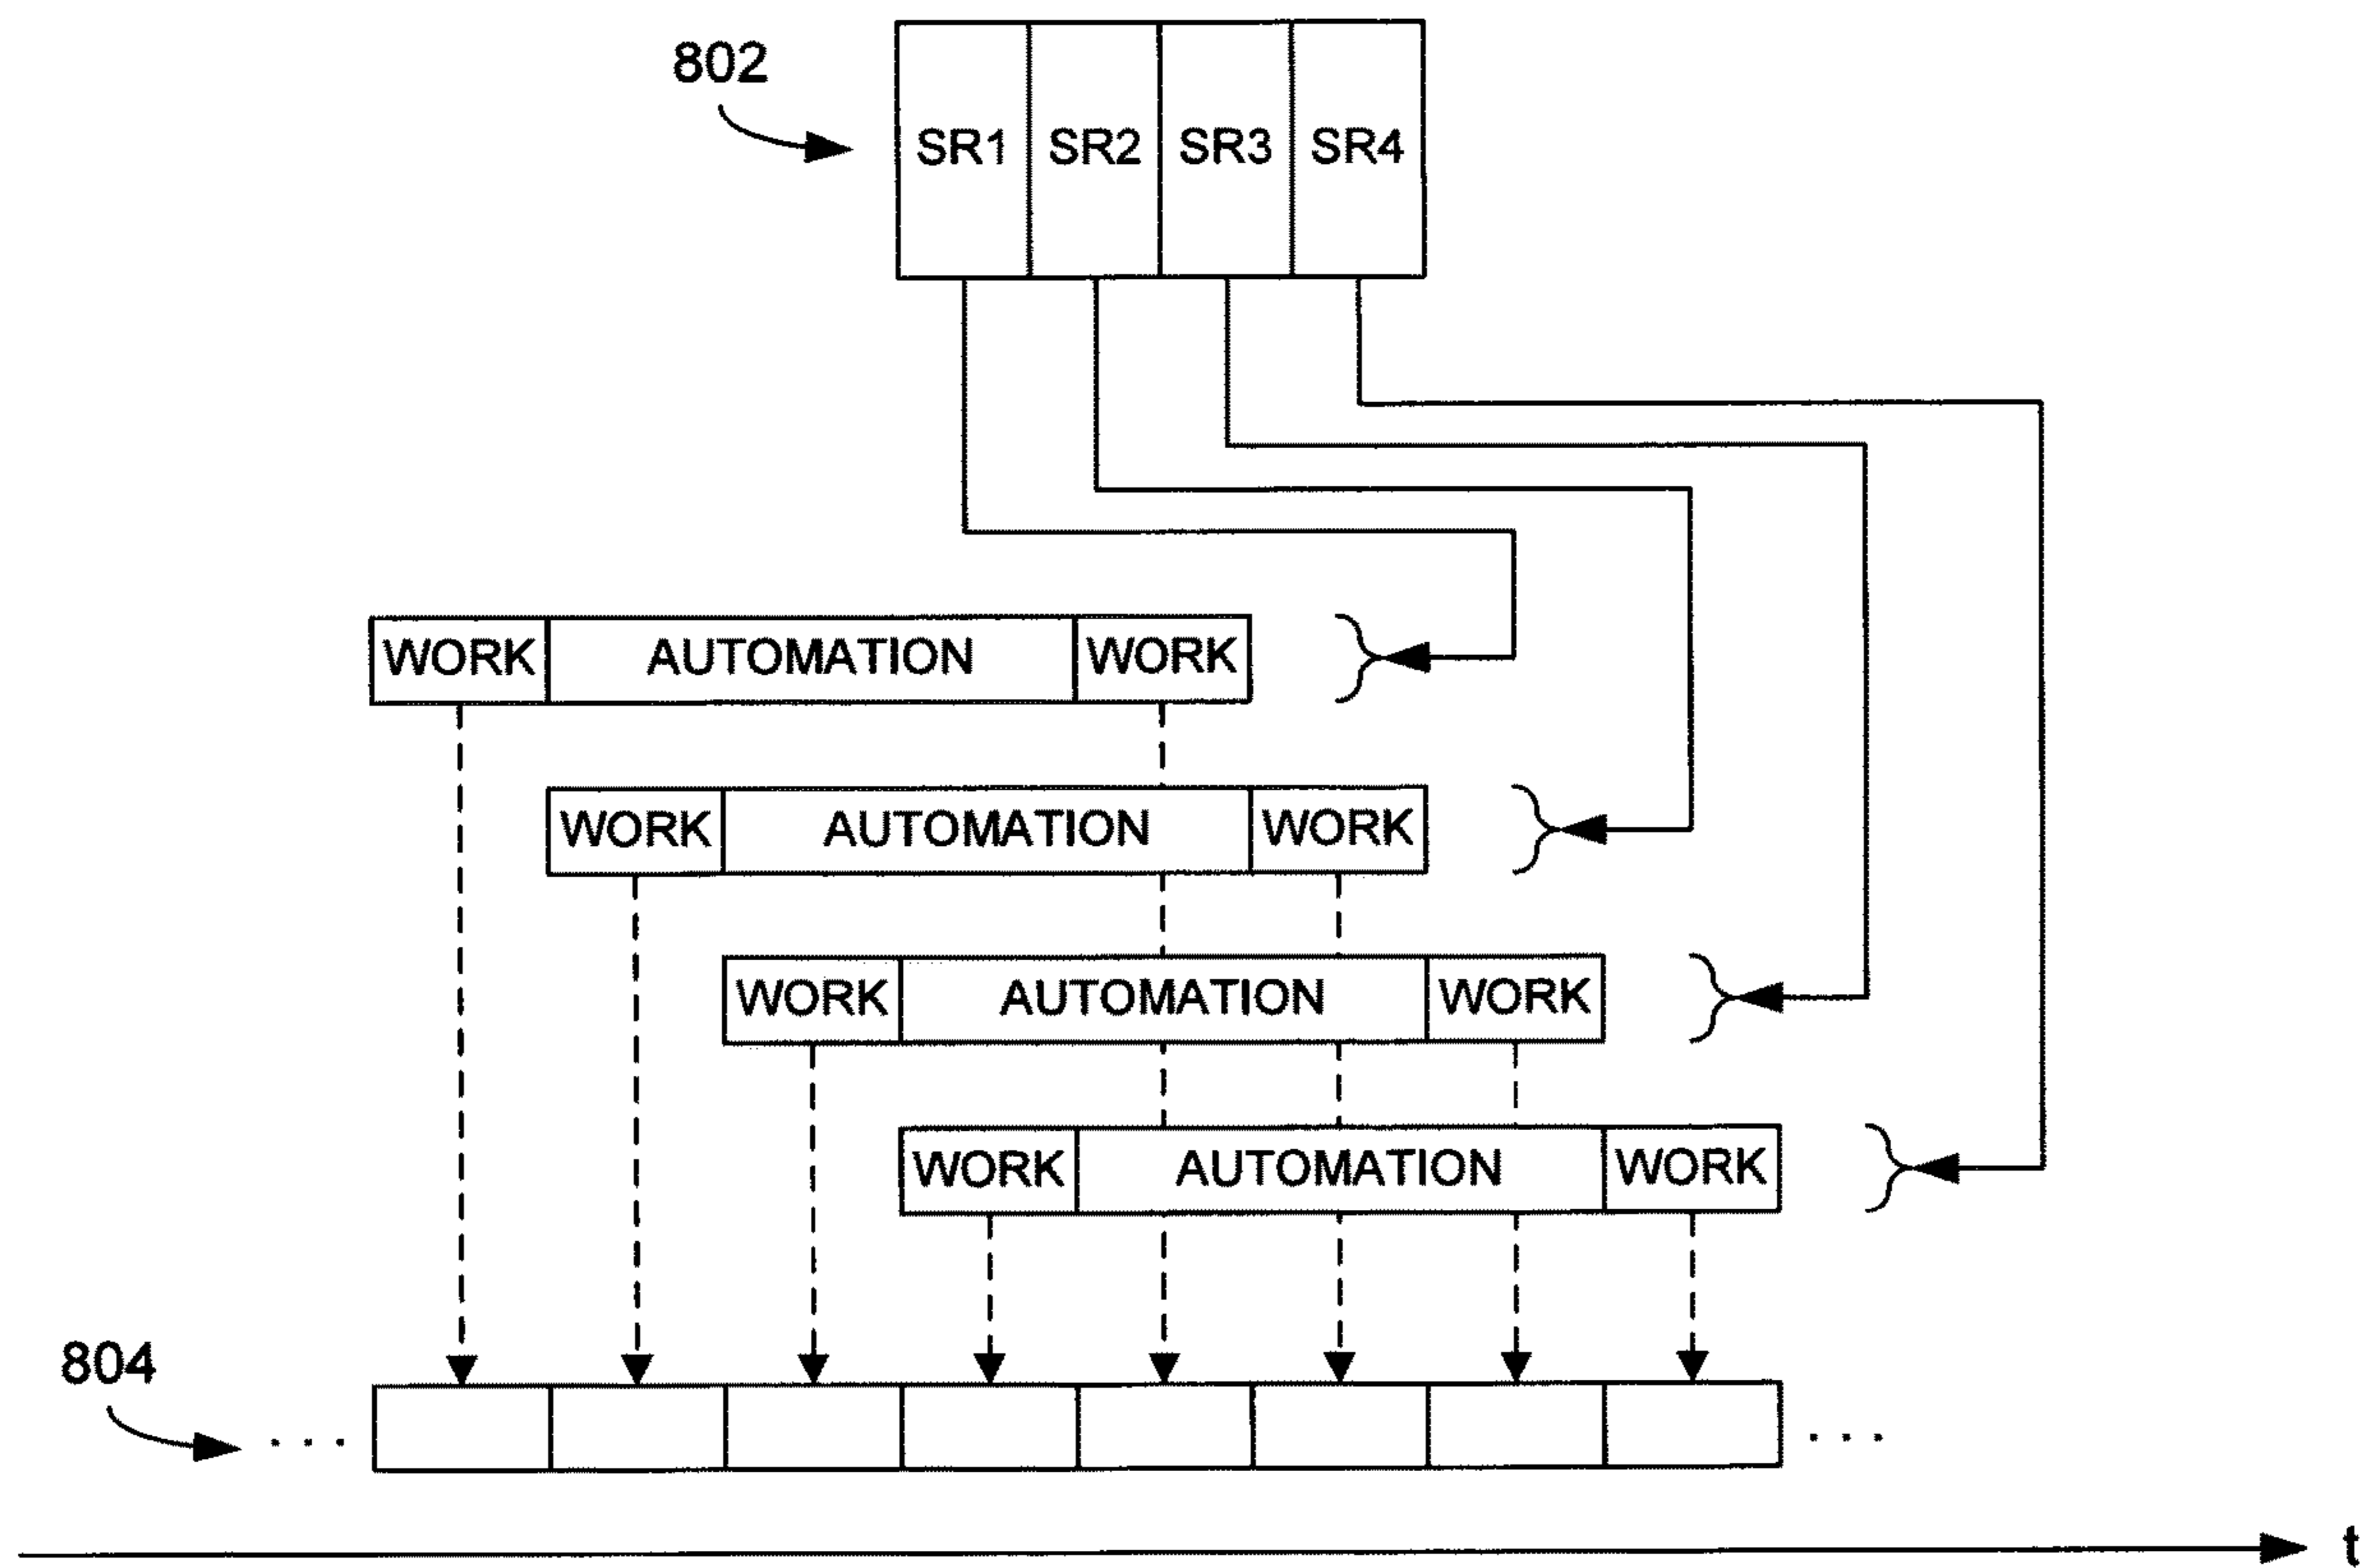 802
SR1 SR2 SR3 SR4
WORK AUTOMATION WORK
WORK AUTOMATION WORK
WORK AUTOMATION WORK
WORK AUTOMATION WORK
804
. . . . . .
t